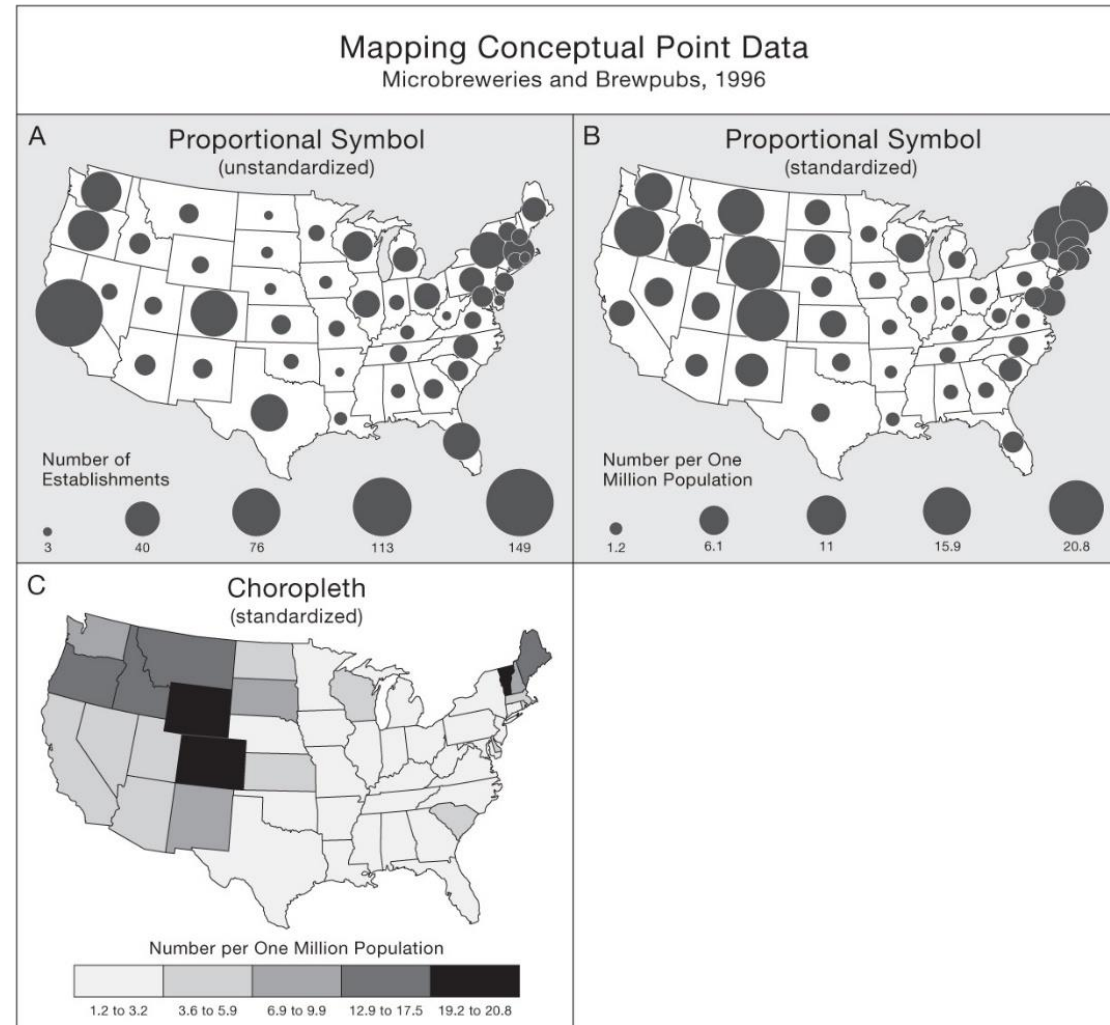 Mapping Conceptual Point Data
Microbreweries and Brewpubs, 1996
A
Proportional Symbol
(unstandardized)
Number of
Establishments
3 40 76 113 149
B
Proportional Symbol
(standardized)
Number per One
Million Population
1.2 6.1 11 15.9 20.8
C
Choropleth
(standardized)
Number per One Million Population
1.2 to 3.2 3.6 to 5.9 6.9 to 9.9 12.9 to 17.5 19.2 to 20.8